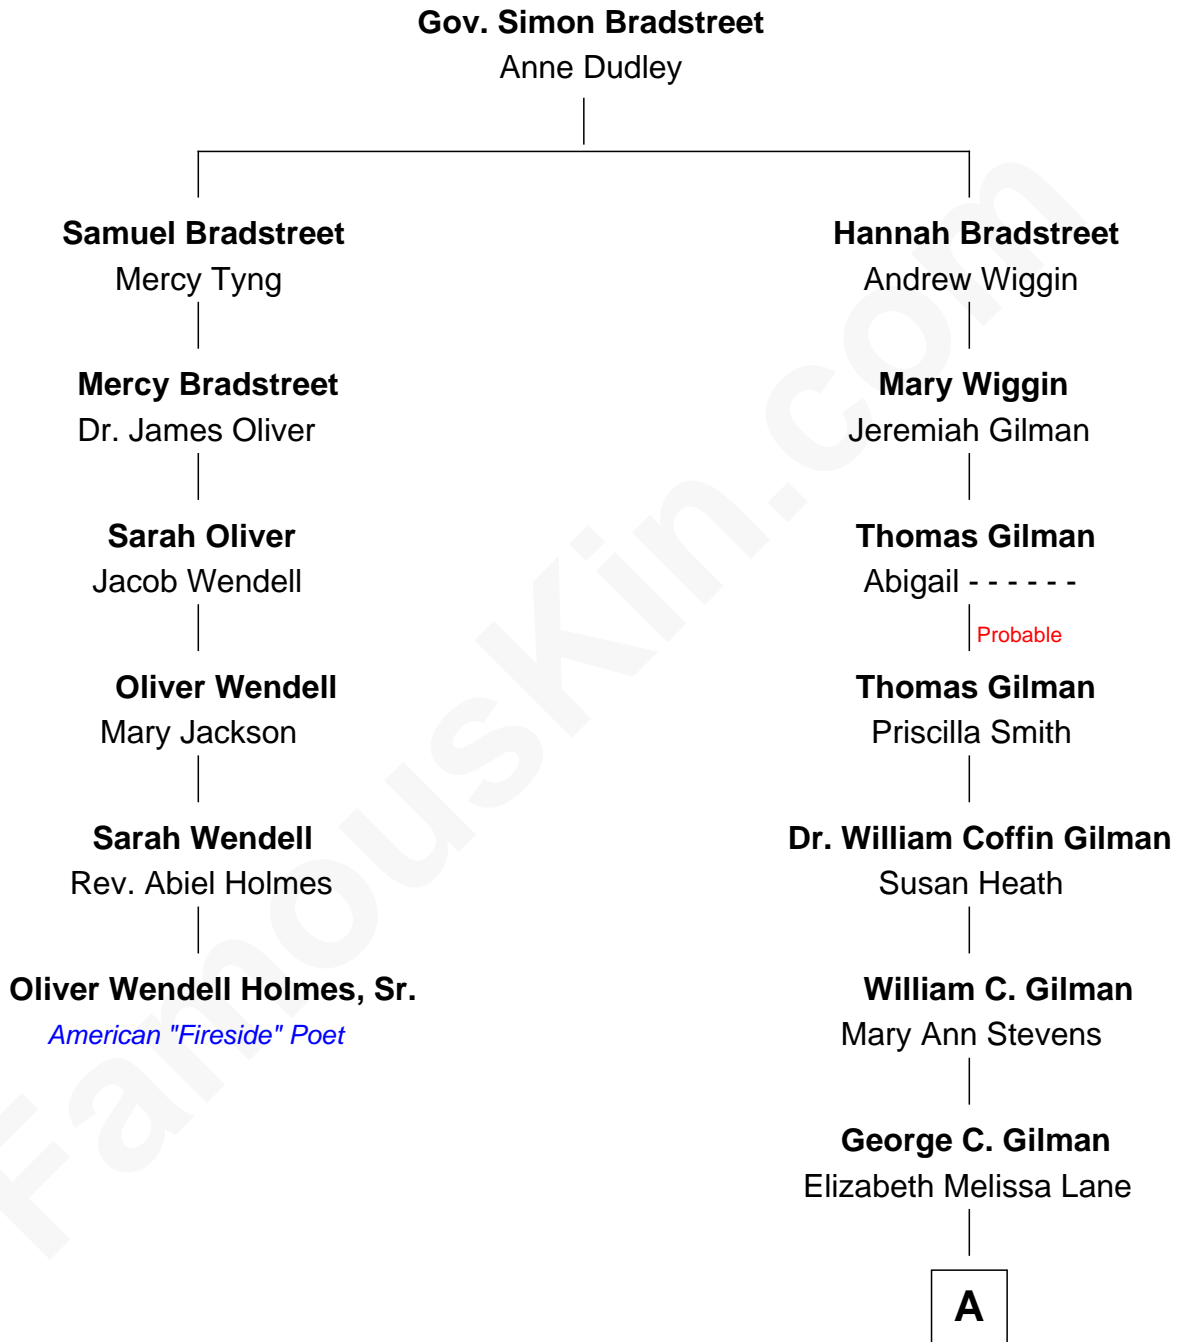 Gov. Simon Bradstreet
Anne Dudley
Samuel Bradstreet
Mercy Tyng
Mercy Bradstreet
Dr. James Oliver
Sarah Oliver
Jacob Wendell
Oliver Wendell
Mary Jackson
Sarah Wendell
Rev. Abiel Holmes
Oliver Wendell Holmes, Sr.
American "Fireside" Poet
Hannah Bradstreet
Andrew Wiggin
Mary Wiggin
Jeremiah Gilman
Thomas Gilman
Abigail - - - - - -
Probable
Thomas Gilman
Priscilla Smith
Dr. William Coffin Gilman
Susan Heath
William C. Gilman
Mary Ann Stevens
George C. Gilman
Elizabeth Melissa Lane
A
FamousKin.com